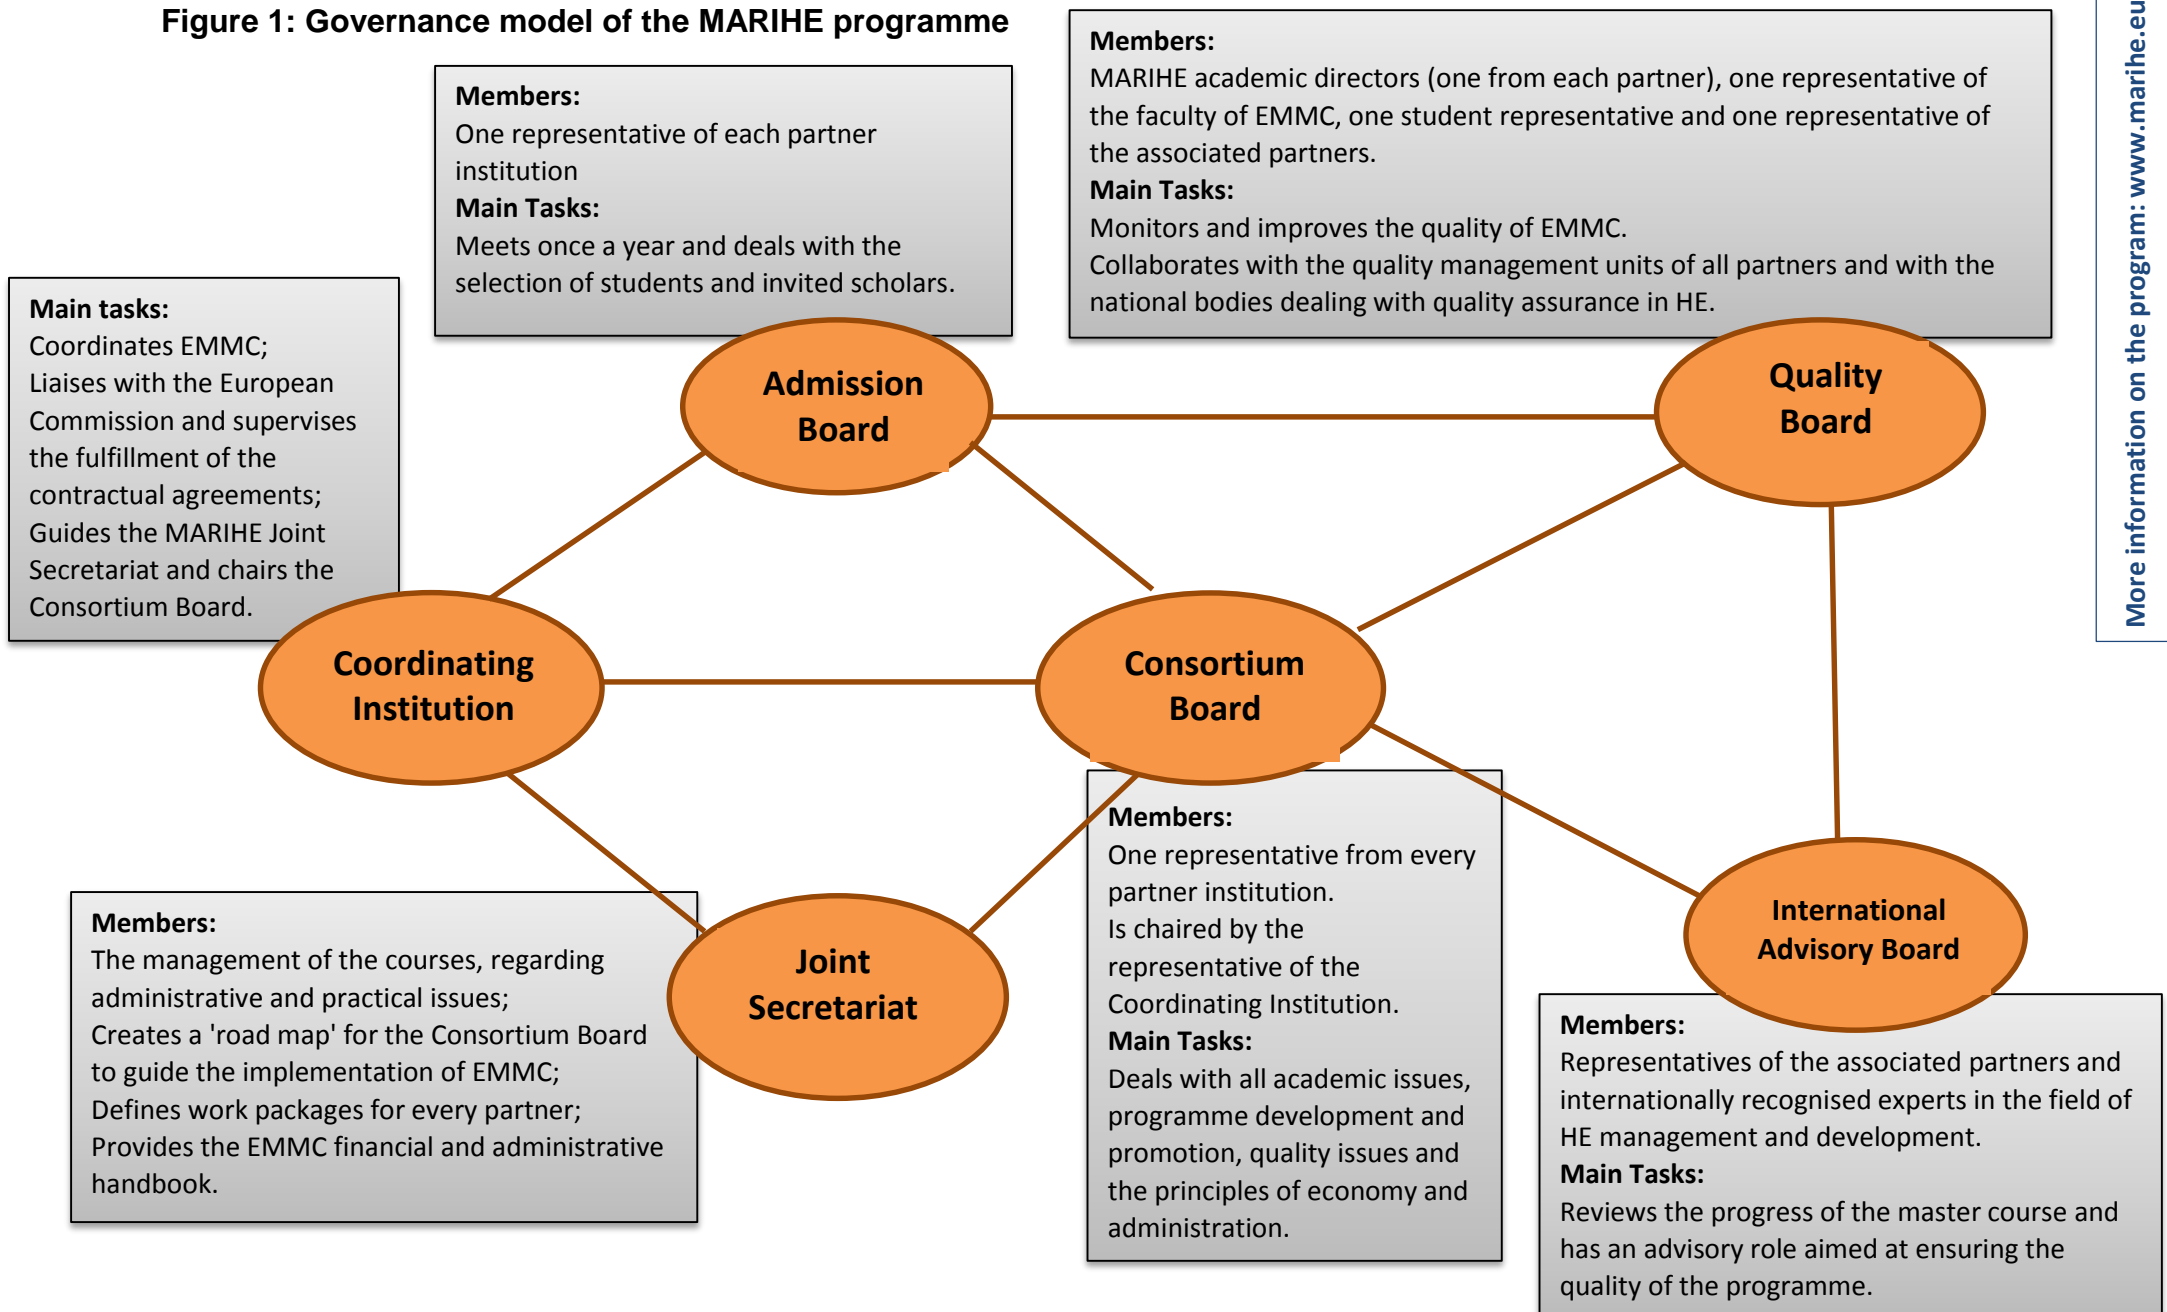 Figure 1: Governance model of the MARIHE programme
Members:
MARIHE academic directors (one from each partner), one representative of
the faculty of EMMC, one student representative and one representative of
the associated partners.
Main Tasks:
Monitors and improves the quality of EMMC.
Collaborates with the quality management units of all partners and with the
national bodies dealing with quality assurance in HE.
More information on the program: www.marihe.eu
Members:
One representative of each partner
institution
Main Tasks:
Meets once a year and deals with the
selection of students and invited scholars.
Main tasks:
Coordinates EMMC;
Liaises with the European
Commission and supervises
the fulfillment of the
contractual agreements;
Guides the MARIHE Joint
Secretariat and chairs the
Consortium Board.
Admission
Board
Quality
Board
Coordinating
Institution
Consortium
Board
Members:
One representative from every
partner institution.
Is chaired by the
representative of the
Coordinating Institution.
Main Tasks:
Deals with all academic issues,
programme development and
promotion, quality issues and
the principles of economy and
administration.
Members:
The management of the courses, regarding
administrative and practical issues;
Creates a 'road map' for the Consortium Board
to guide the implementation of EMMC;
Defines work packages for every partner;
Provides the EMMC financial and administrative
handbook.
Joint
Secretariat
International
Advisory Board
Members:
Representatives of the associated partners and
internationally recognised experts in the field of
HE management and development.
Main Tasks:
Reviews the progress of the master course and
has an advisory role aimed at ensuring the
quality of the programme.